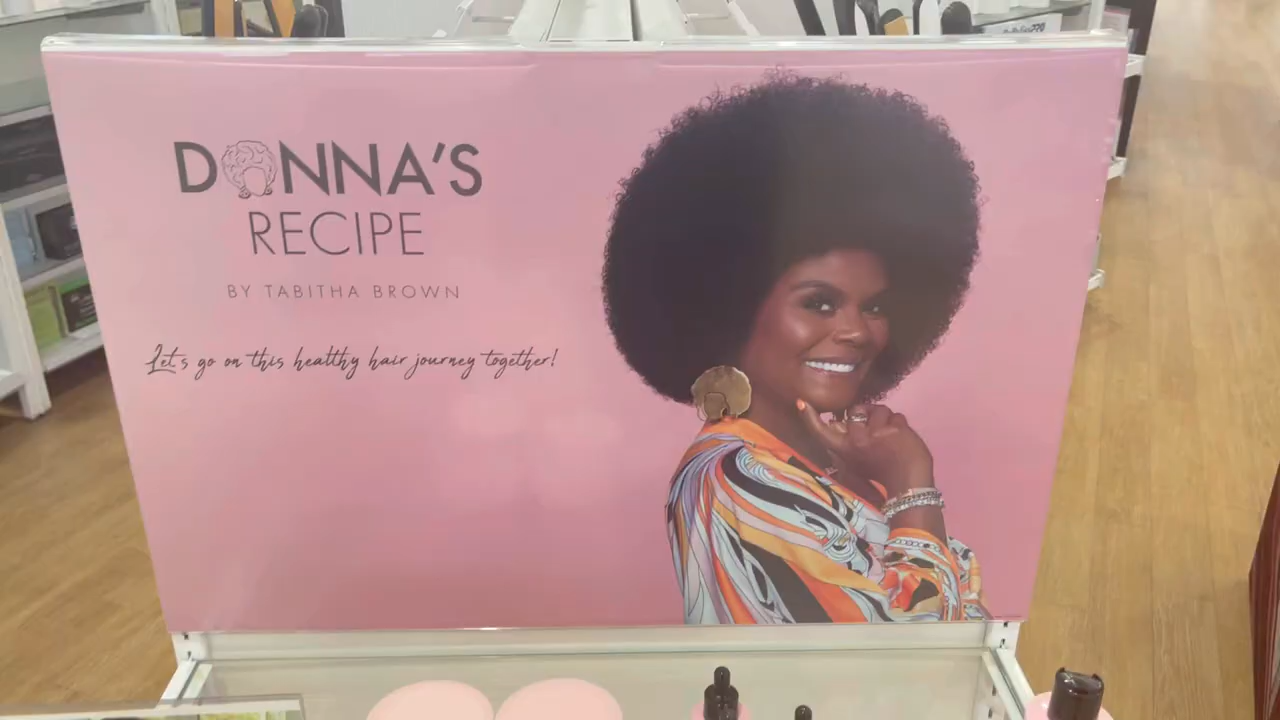 DONNA'S
RECIPE
BY TABITHA BROWN
Let's go on this healthy hair journey together!